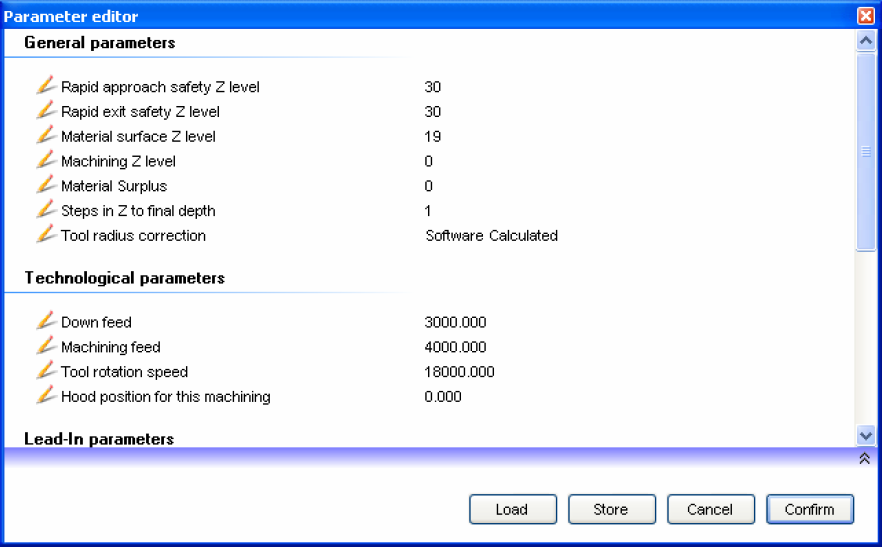 Parameter editor
General parameters
Rapid approach safety Z level 30
Rapid exit safety Z level 30
Material surface Z level 19
Machining Z level 0
Material Surplus 0
Steps in Z to final depth 1
Tool radius correction Software Calculated
Technological parameters
Down feed 3000.000
Machining feed 4000.000
Tool rotation speed 18000.000
Hood position for this machining 0.000
Lead-In parameters
Load Store Cancel Confirm